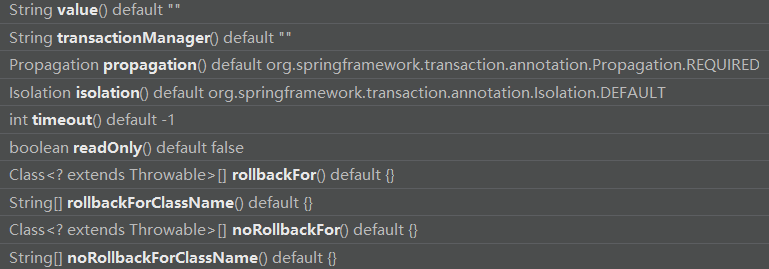 String value() default ""
String transactionManager() default ""
Propagation propagation() default org.springframework.transaction.annotation.Propagation.REQUIRED
Isolation isolation() default org.springframework.transaction.annotation.Isolation.DEFAULT
int timeout() default -1
boolean readOnly() default false
Class<? extends Throwable>[] rollbackFor() default {}
String[] rollbackForClassName() default {}
Class<? extends Throwable>[] noRollbackFor() default {}
String[] noRollbackForClassName() default {}